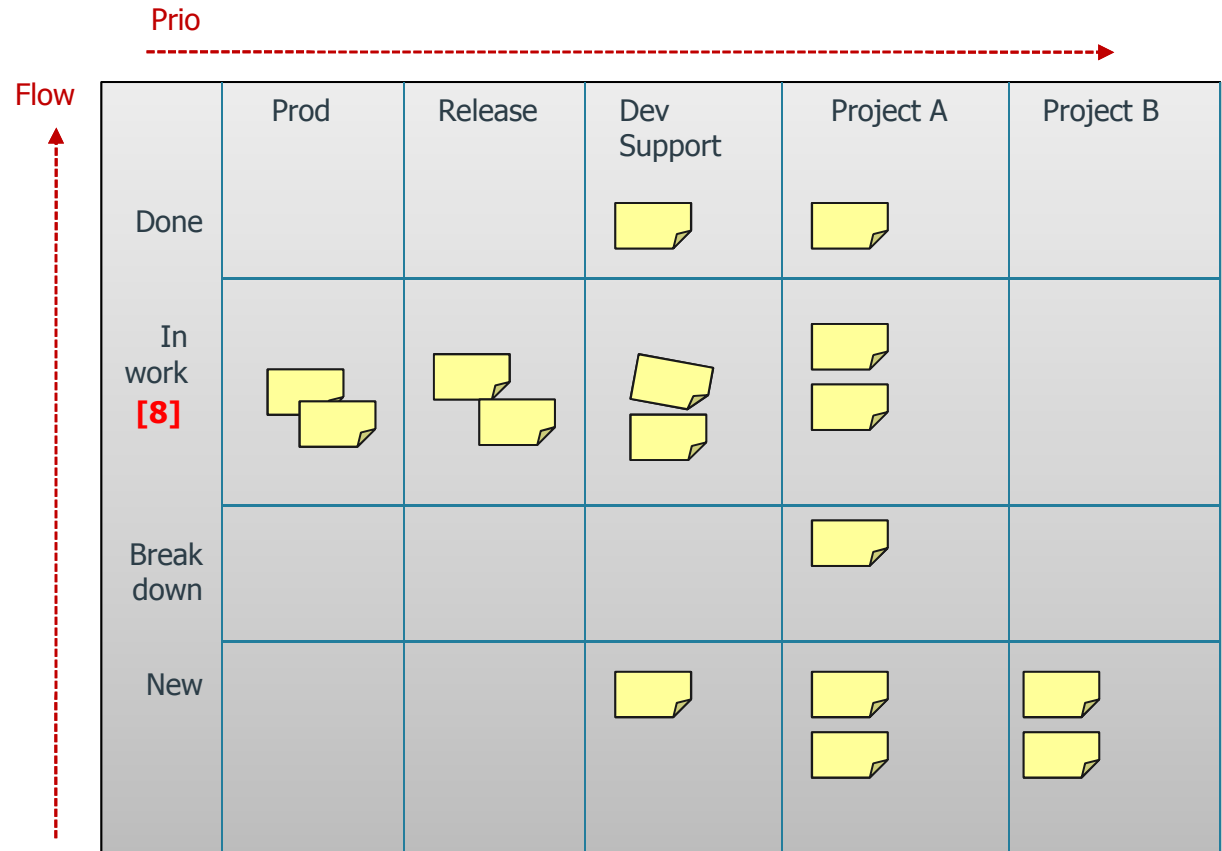 Prio
Flow
Prod
Release
Dev
Support
Project A
Project B
Done
In
work
[8]
Break
down
New